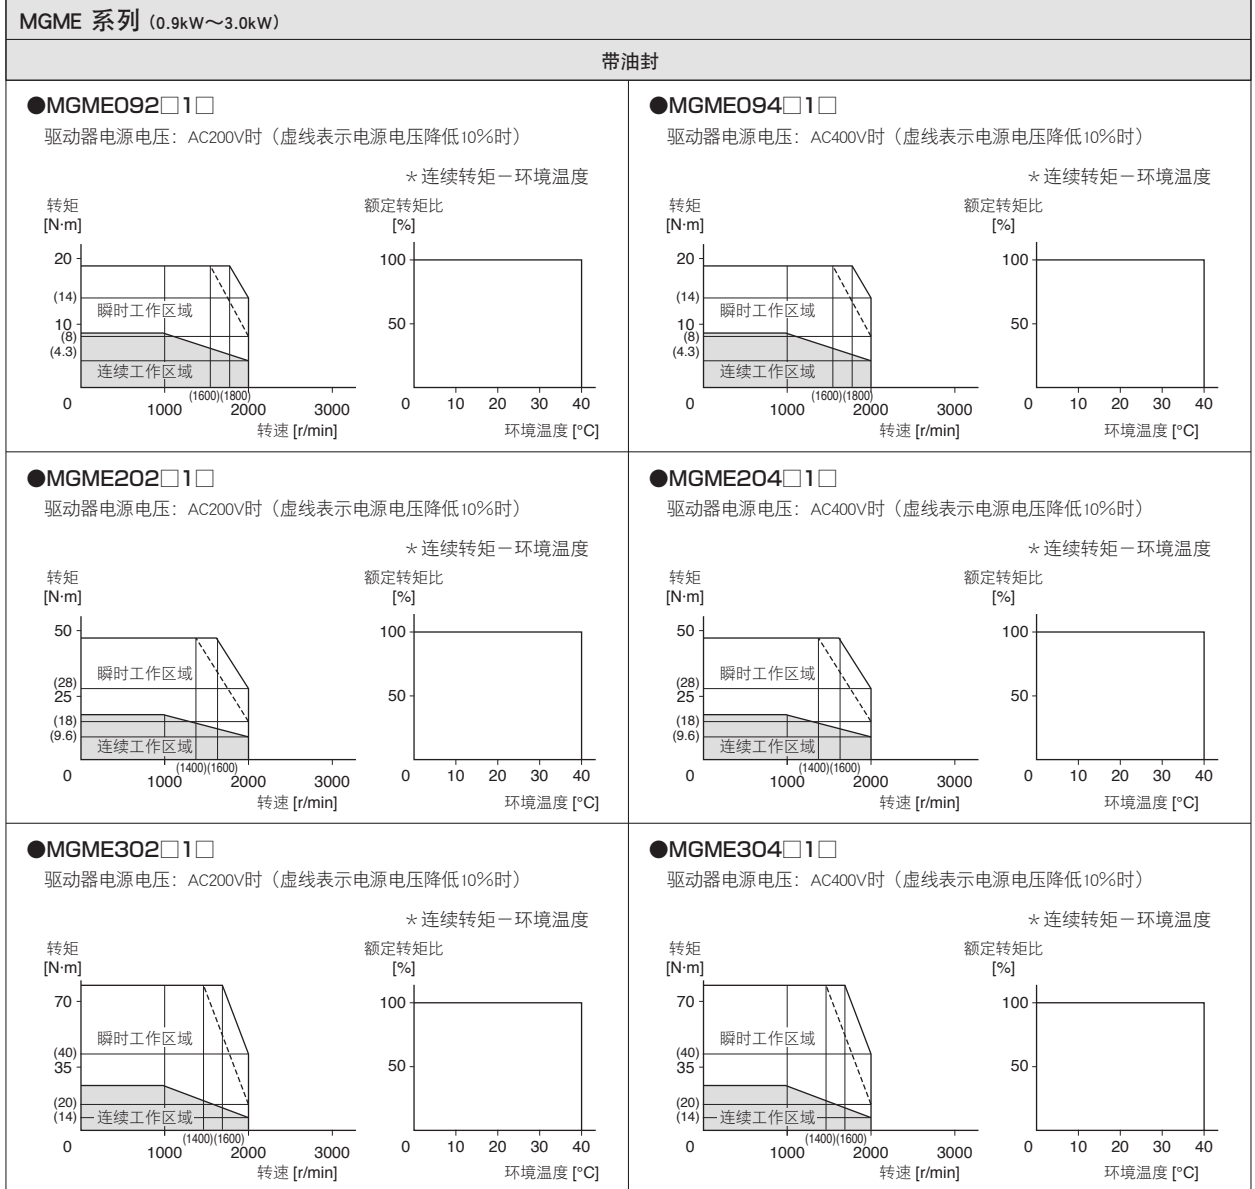 MGME 系列（0.9kW～3.0kW）
带油封
●MGME092□1□
驱动器电源电压：AC200V时（虚线表示电源电压降低10%时）
＊连续转矩－环境温度
转矩
[N·m]
20
(14)
10
(8)
(4.3)
瞬时工作区域
连续工作区域
0
(1600)(1800)
1000 2000 3000
转速 [r/min]
额定转矩比
[%]
100
50
0 10 20 30 40
环境温度 [°C]
●MGME094□1□
驱动器电源电压：AC400V时（虚线表示电源电压降低10%时）
＊连续转矩－环境温度
转矩
[N·m]
20
(14)
10
(8)
(4.3)
瞬时工作区域
连续工作区域
0
(1600)(1800)
1000 2000 3000
转速 [r/min]
额定转矩比
[%]
100
50
0 10 20 30 40
环境温度 [°C]
●MGME202□1□
驱动器电源电压：AC200V时（虚线表示电源电压降低10%时）
＊连续转矩－环境温度
转矩
[N·m]
50
(28)
25
(18)
(9.6)
瞬时工作区域
连续工作区域
0
(1400)(1600)
1000 2000 3000
转速 [r/min]
额定转矩比
[%]
100
50
0 10 20 30 40
环境温度 [°C]
●MGME204□1□
驱动器电源电压：AC400V时（虚线表示电源电压降低10%时）
＊连续转矩－环境温度
转矩
[N·m]
50
(28)
25
(18)
(9.6)
瞬时工作区域
连续工作区域
0
(1400)(1600)
1000 2000 3000
转速 [r/min]
额定转矩比
[%]
100
50
0 10 20 30 40
环境温度 [°C]
●MGME302□1□
驱动器电源电压：AC200V时（虚线表示电源电压降低10%时）
＊连续转矩－环境温度
转矩
[N·m]
70
(40)
35
(20)
(14)
瞬时工作区域
连续工作区域
0
(1400)(1600)
1000 2000 3000
转速 [r/min]
额定转矩比
[%]
100
50
0 10 20 30 40
环境温度 [°C]
●MGME304□1□
驱动器电源电压：AC400V时（虚线表示电源电压降低10%时）
＊连续转矩－环境温度
转矩
[N·m]
70
(40)
35
(20)
(14)
瞬时工作区域
连续工作区域
0
(1400)(1600)
1000 2000 3000
转速 [r/min]
额定转矩比
[%]
100
50
0 10 20 30 40
环境温度 [°C]